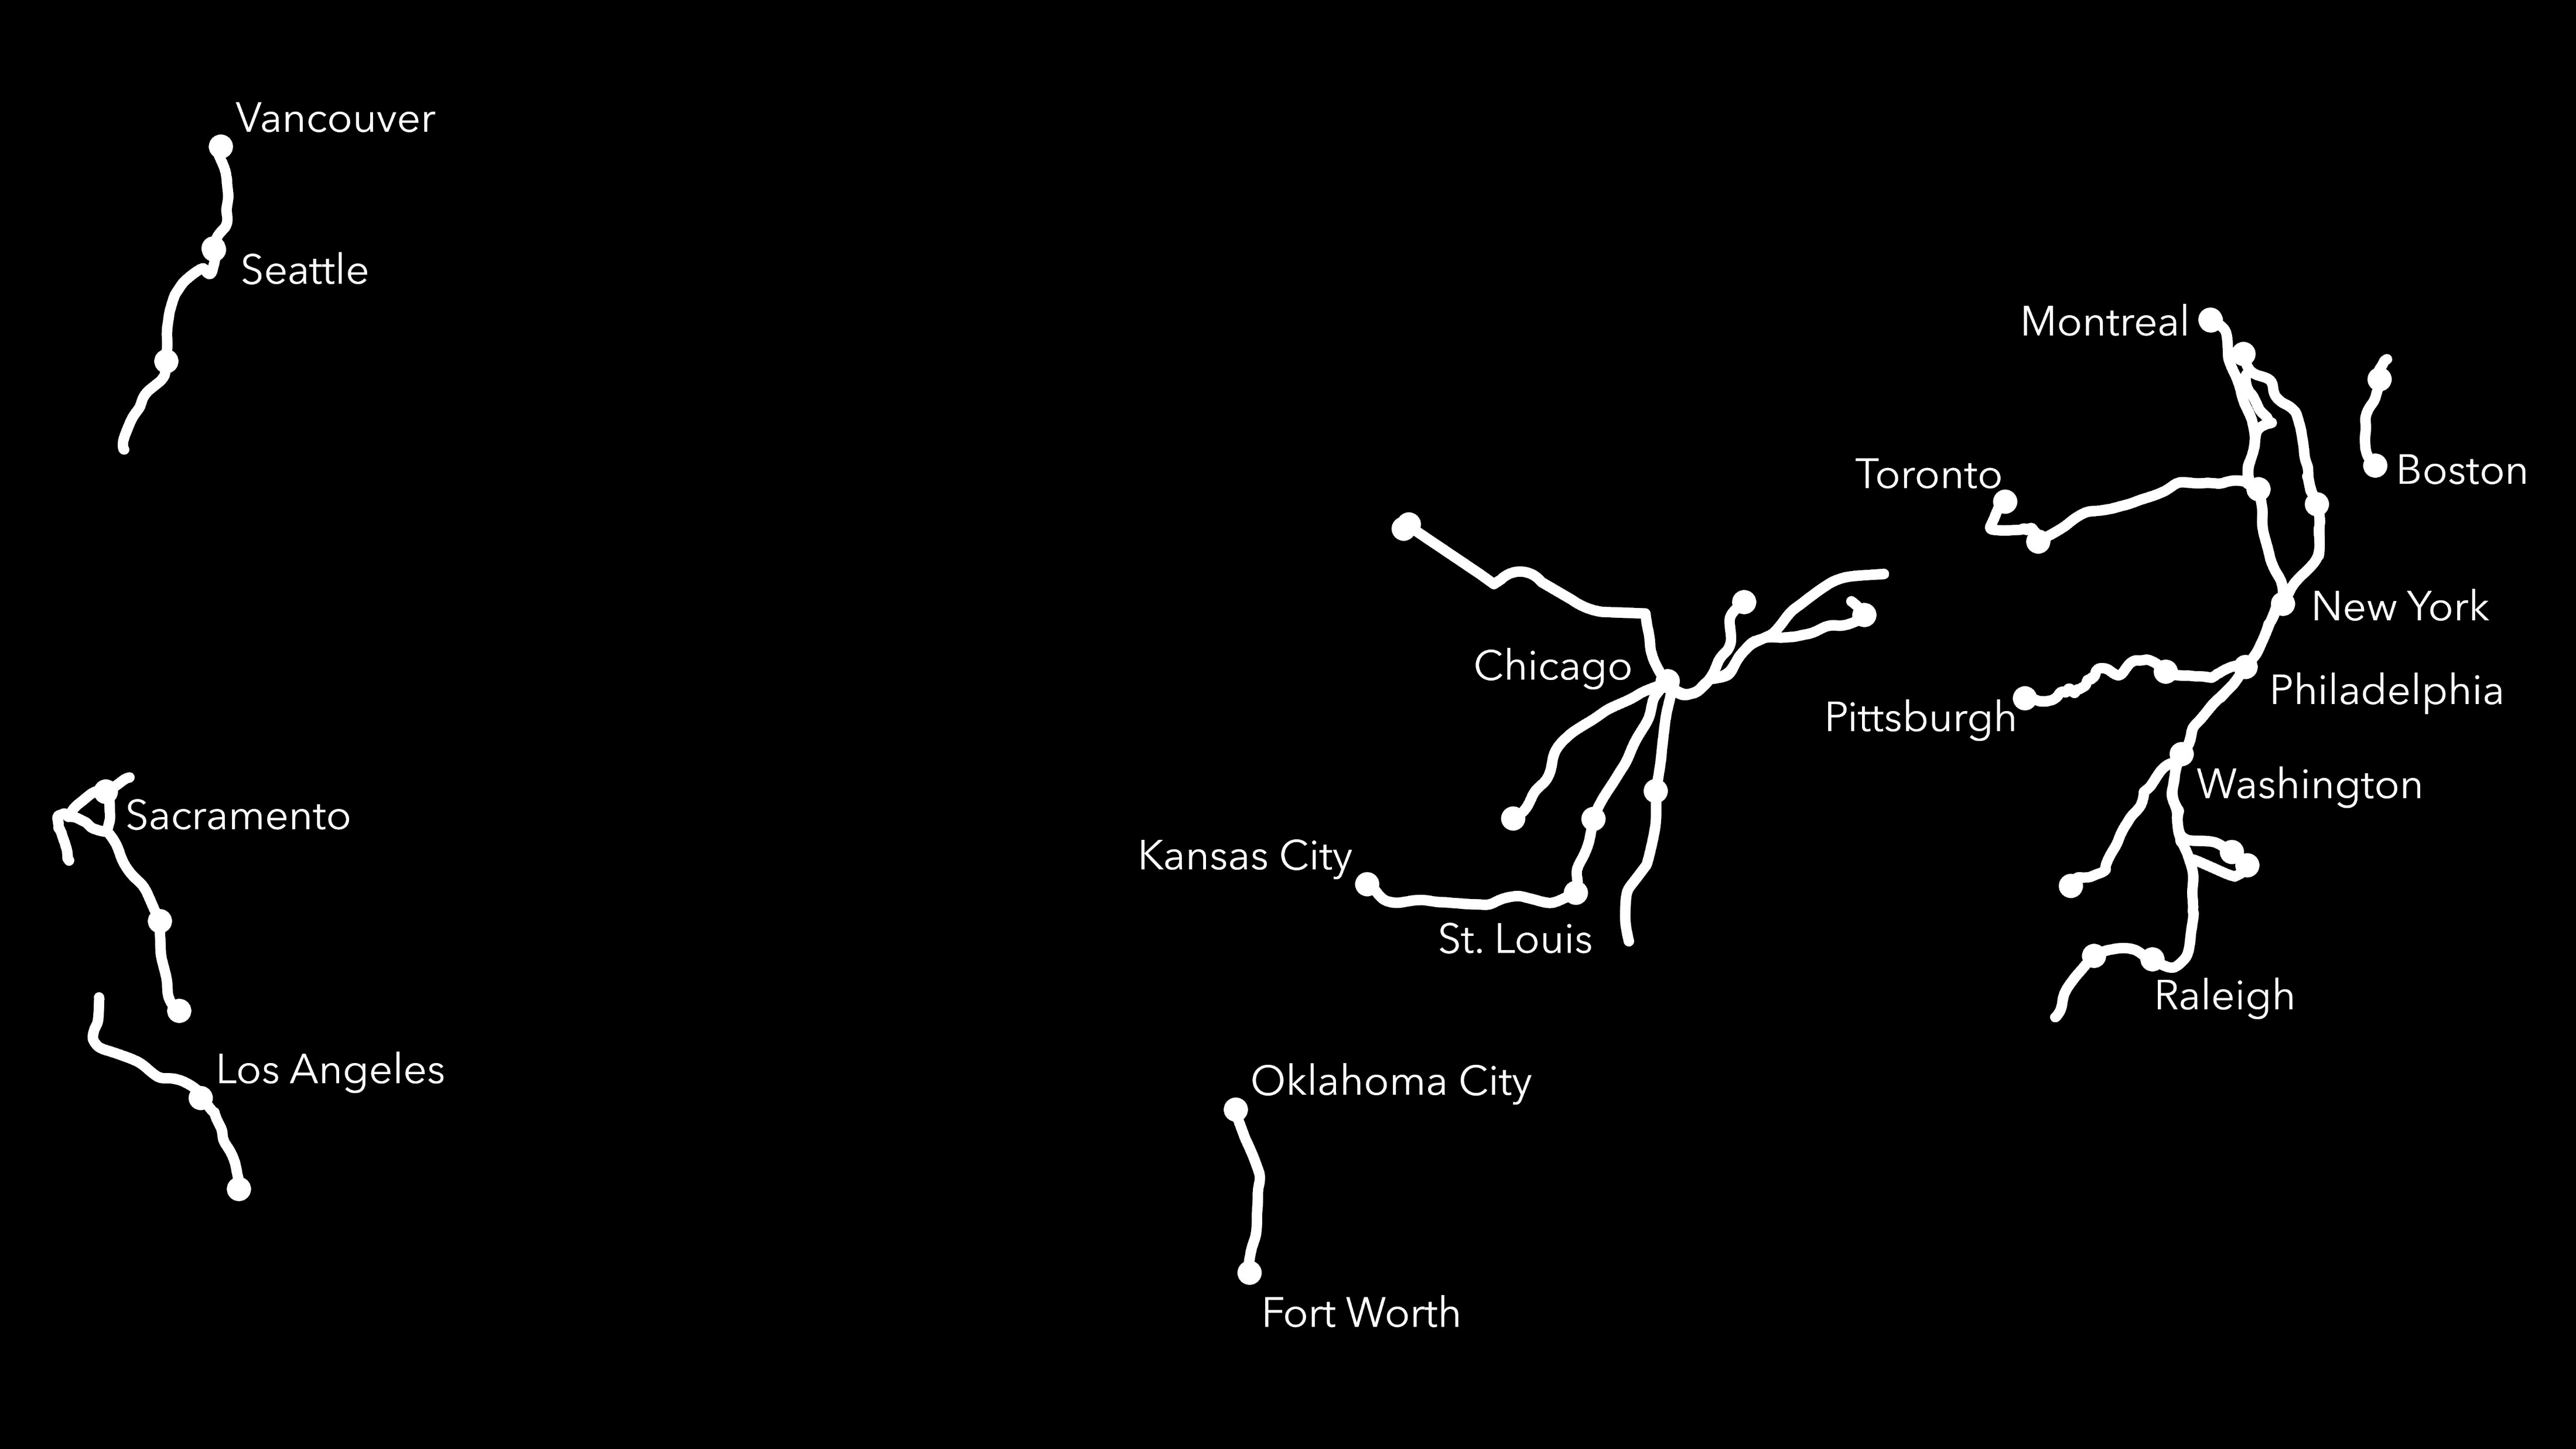 Vancouver
Seattle
Montreal
Toronto
Boston
New York
Chicago
Philadelphia
Pittsburgh
Washington
Sacramento
Kansas City
St. Louis
Raleigh
Los Angeles
Oklahoma City
Fort Worth